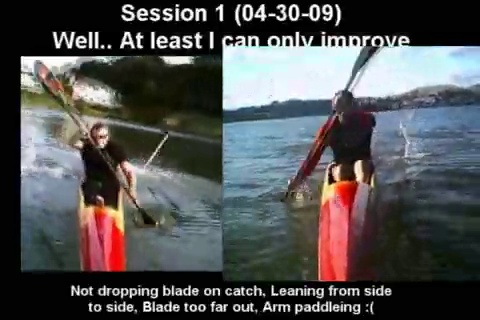 Session 1 (04-30-09)
Well.. At least I can only improve
Not dropping blade on catch, Leaning from side
to side, Blade too far out, Arm paddleing :(